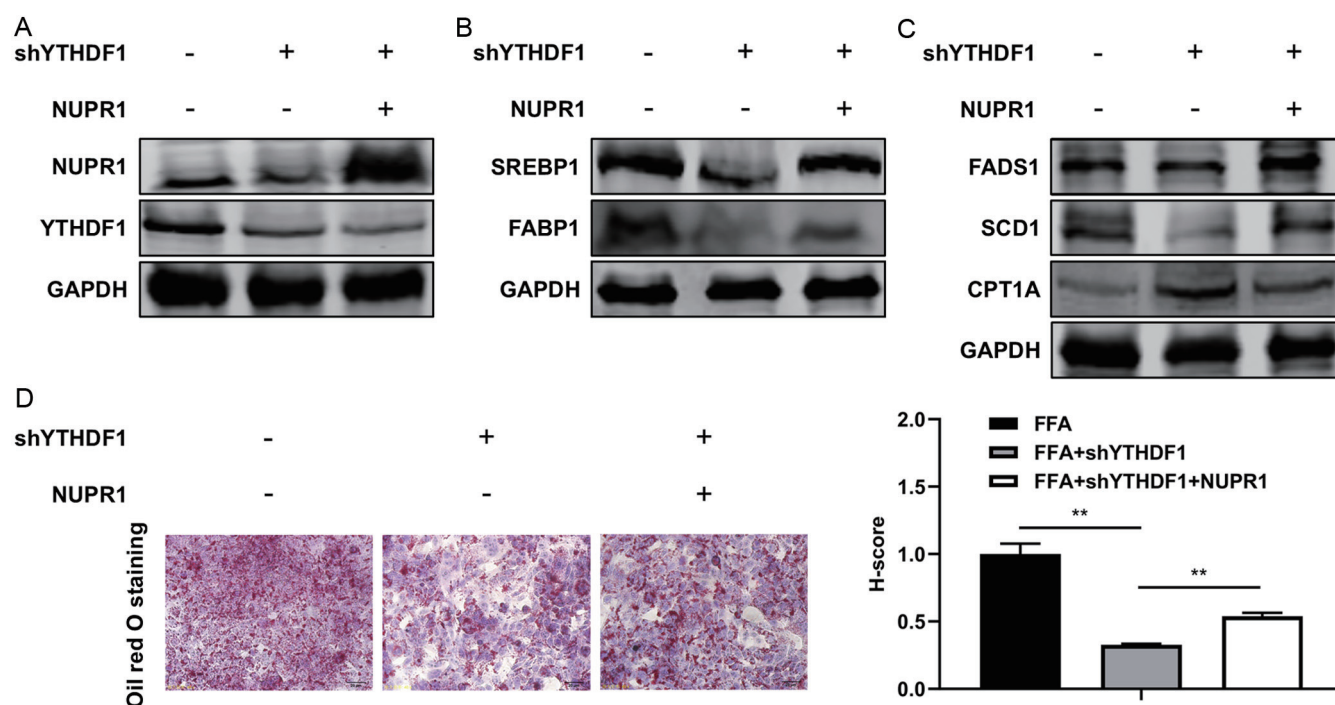 A
shYTHDF1 - + +
NUPR1 - - +
NUPR1
YTHDF1
GAPDH
B
shYTHDF1 - + +
NUPR1 - - +
SREBP1
FABP1
GAPDH
C
shYTHDF1 - + +
NUPR1 - - +
FADS1
SCD1
CPT1A
GAPDH
D
shYTHDF1 - + +
NUPR1 - - +
Oil red O staining
2.0
1.5
1.0
0.5
0.0
H-score
FFA
FFA+shYTHDF1
FFA+shYTHDF1+NUPR1
**
**